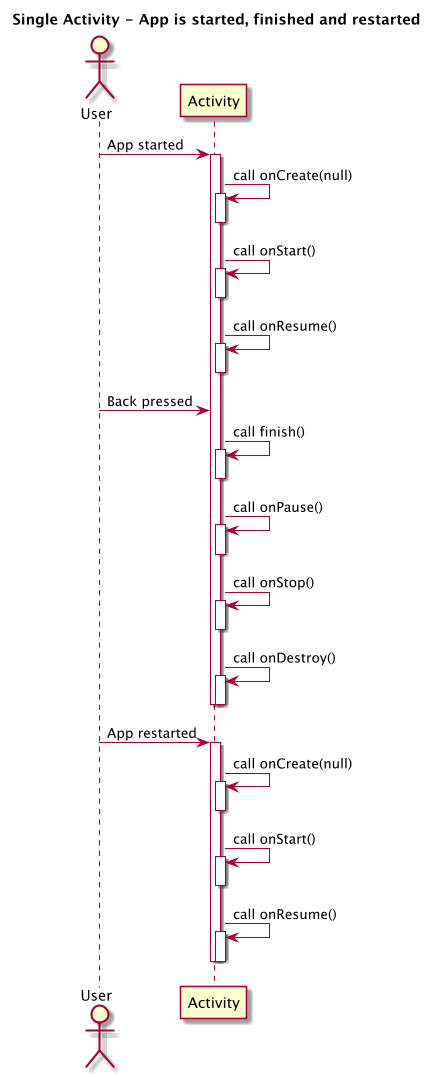 Single Activity - App is started, finished and restarted
User
Activity
App started
call onCreate(null)
call onStart()
call onResume()
Back pressed
call finish()
call onPause()
call onStop()
call onDestroy()
App restarted
call onCreate(null)
call onStart()
call onResume()
User
Activity